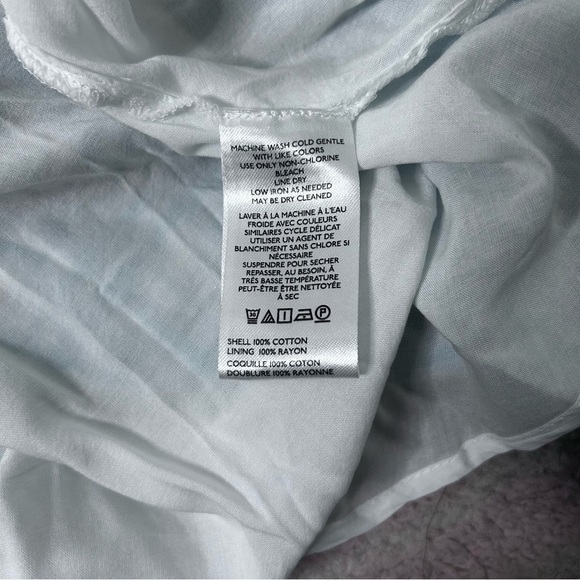 MACHINE WASH COLD GENTLE
WITH LIKE COLORS
USE ONLY NON-CHLORINE
BLEACH
LINE DRY
LOW IRON AS NEEDED
MAY BE DRY CLEANED
LAVER Á LA MACHINE Á L'EAU
FROIDE AVEC COULEURS
SIMILAIRES CYCLE DÉLICAT
UTILISER UN AGENT DE
BLANCHIMENT SANS CHLORE SI
NÉCESSAIRE
SUSPENDRE POUR SECHER
REPASSER, AU BESOIN, À
TRÉS BASSE TEMPÉRATURE
PEUT-ÊTRE ÊTRE NETTOYÉE
Á SEC
30 P
SHELL 100% COTTON
LINING 100% RAYON
COQUILLE 100% COTON
DOUBLURE 100% RAYONNE